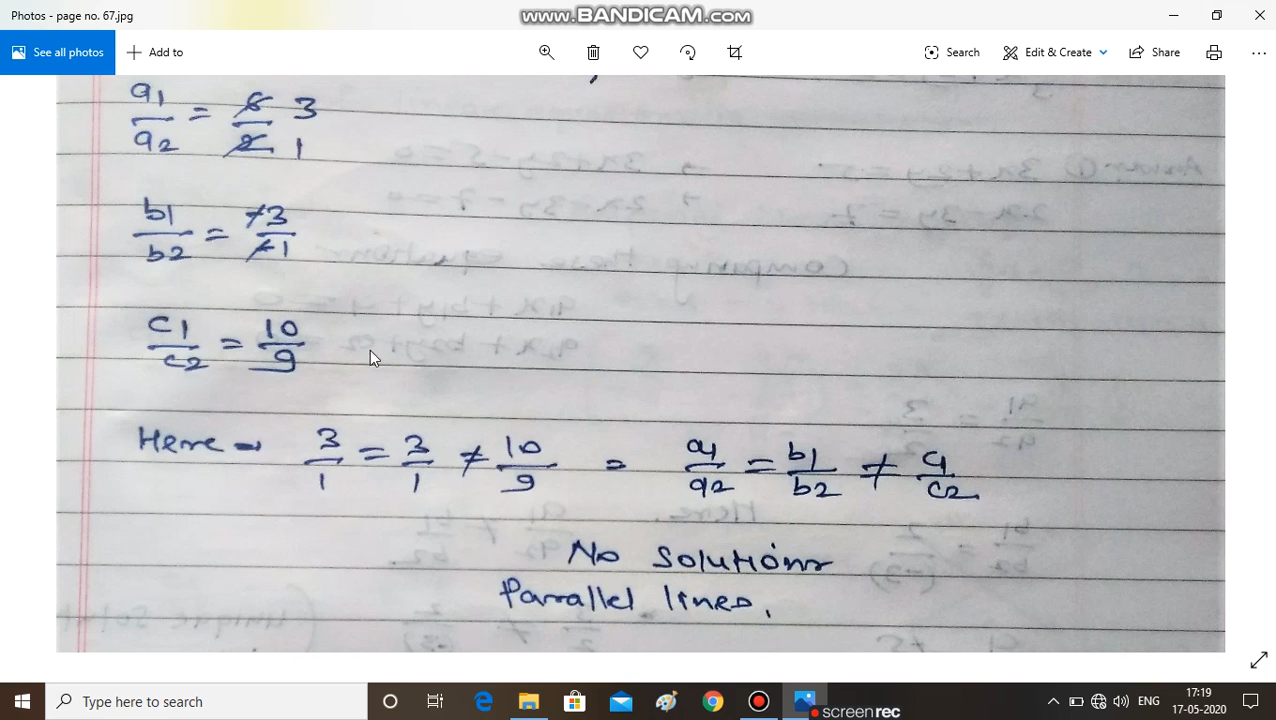 Photos - page no. 67.jpg
www.BANDICAM.com
See all photos
Add to
Search
Edit & Create
Share
a1/a2 = 6/2 3/1
b1/b2 = -3/-1
c1/c2 = 10/9
Here → 3/1 = 3/1 ≠ 10/9 = a1/a2 = b1/b2 ≠ c1/c2
No Solutions
Parallel lines.
Type here to search
ENG
17:19
17-05-2020
screen rec